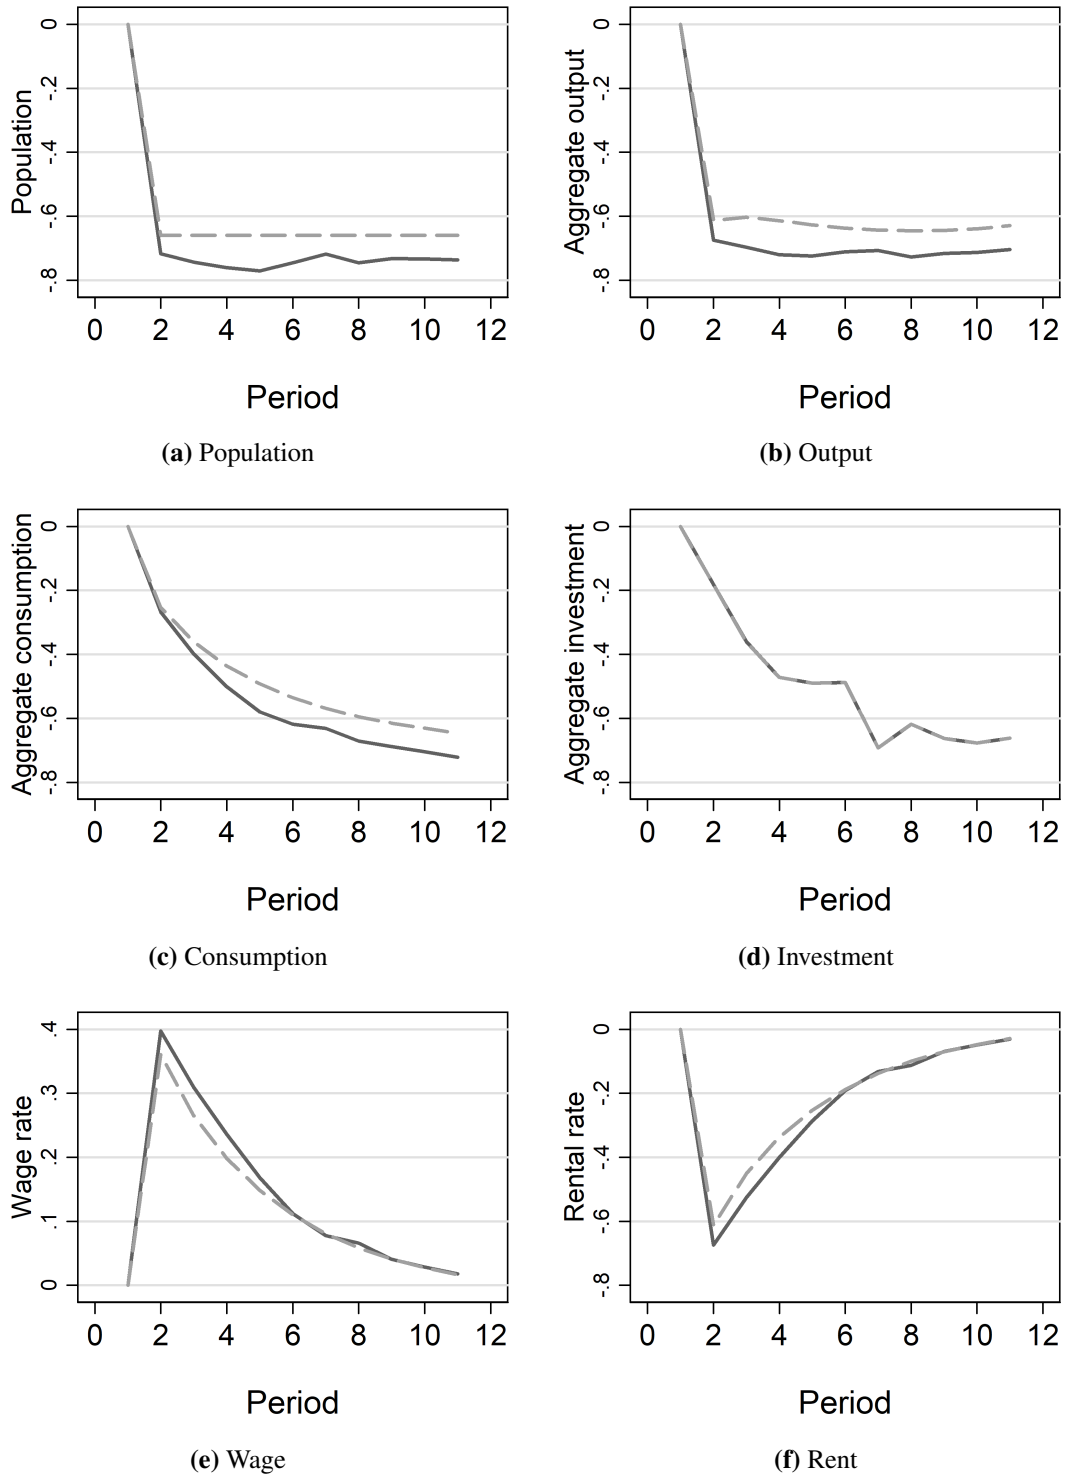 Population
0
-.2
-.4
-.6
-.8
0 2 4 6 8 10 12
Period
(a) Population
Aggregate output
0
-.2
-.4
-.6
-.8
0 2 4 6 8 10 12
Period
(b) Output
Aggregate consumption
0
-.2
-.4
-.6
-.8
0 2 4 6 8 10 12
Period
(c) Consumption
Aggregate investment
0
-.2
-.4
-.6
-.8
0 2 4 6 8 10 12
Period
(d) Investment
Wage rate
.4
.3
.2
.1
0
0 2 4 6 8 10 12
Period
(e) Wage
Rental rate
0
-.2
-.4
-.6
-.8
0 2 4 6 8 10 12
Period
(f) Rent